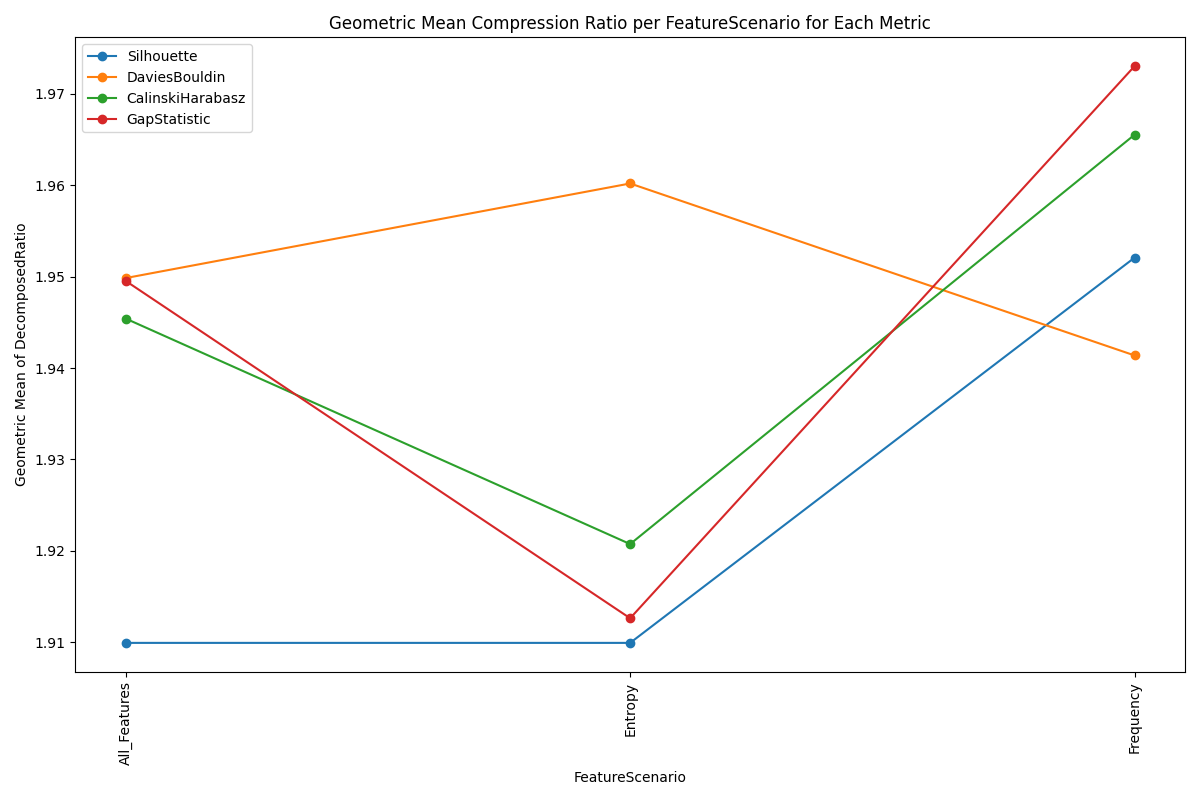 Geometric Mean Compression Ratio per FeatureScenario for Each Metric
Silhouette
DaviesBouldin
CalinskiHarabasz
GapStatistic
Geometric Mean of DecomposedRatio
1.97
1.96
1.95
1.94
1.93
1.92
1.91
All_Features
Entropy
Frequency
FeatureScenario